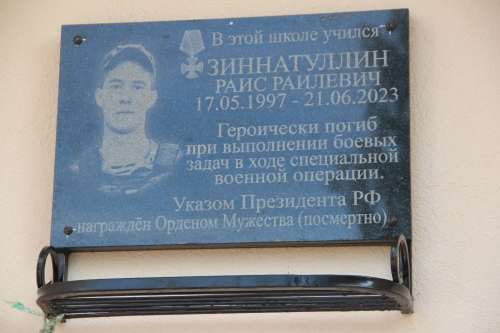 В этой школе учился
ЗИННАТУЛЛИН
РАИС РАИЛЕВИЧ
17.05.1997 - 21.06.2023
Героически погиб
при выполнении боевых
задач в ходе специальной
военной операции.
Указом Президента РФ
награждён Орденом Мужества (посмертно)